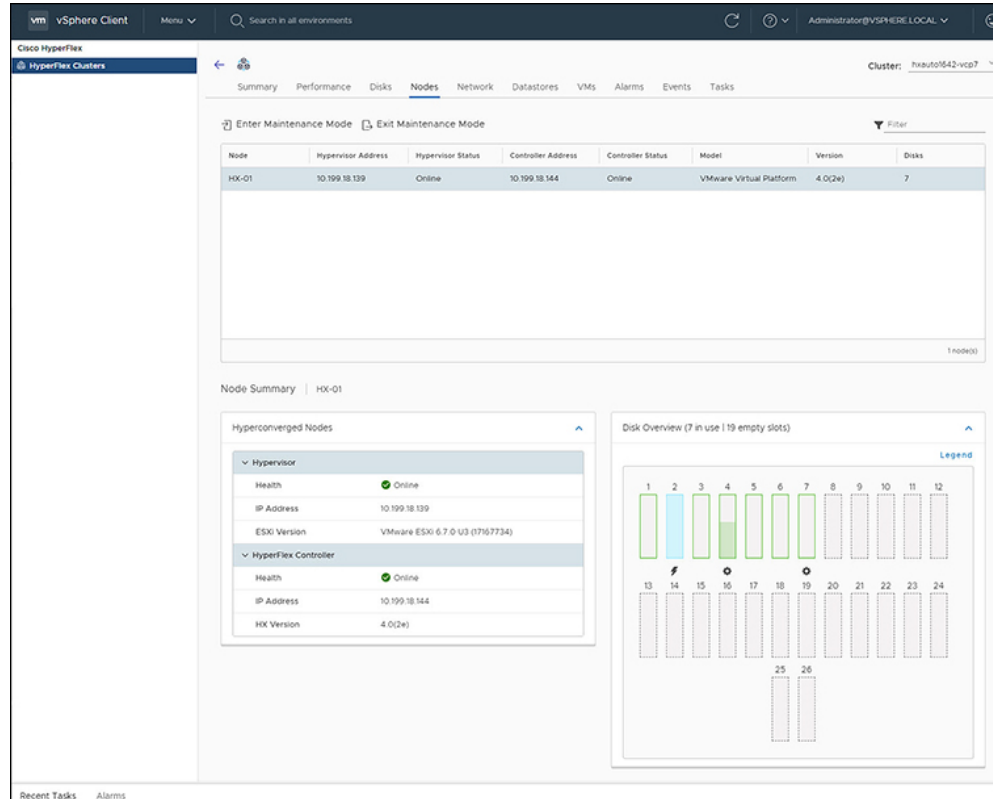 vm vSphere Client Menu Search in all environments Administrator@VSPHERE.LOCAL
Cisco HyperFlex
HyperFlex Clusters
Cluster: hxauto1642-vcp7
Summary Performance Disks Nodes Network Datastores VMs Alarms Events Tasks
Enter Maintenance Mode Exit Maintenance Mode Filter
Node Hypervisor Address Hypervisor Status Controller Address Controller Status Model Version Disks
HX-01 10.199.18.139 Online 10.199.18.144 Online VMware Virtual Platform 4.0(2e) 7
1 node(s)
Node Summary | HX-01
Hyperconverged Nodes
Hypervisor
Health Online
IP Address 10.199.18.139
ESXi Version VMware ESXi 6.7.0 U3 (17167734)
HyperFlex Controller
Health Online
IP Address 10.199.18.144
HX Version 4.0(2e)
Disk Overview (7 in use | 19 empty slots)
Legend
1 2 3 4 5 6 7 8 9 10 11 12
13 14 15 16 17 18 19 20 21 22 23 24
25 26
Recent Tasks Alarms